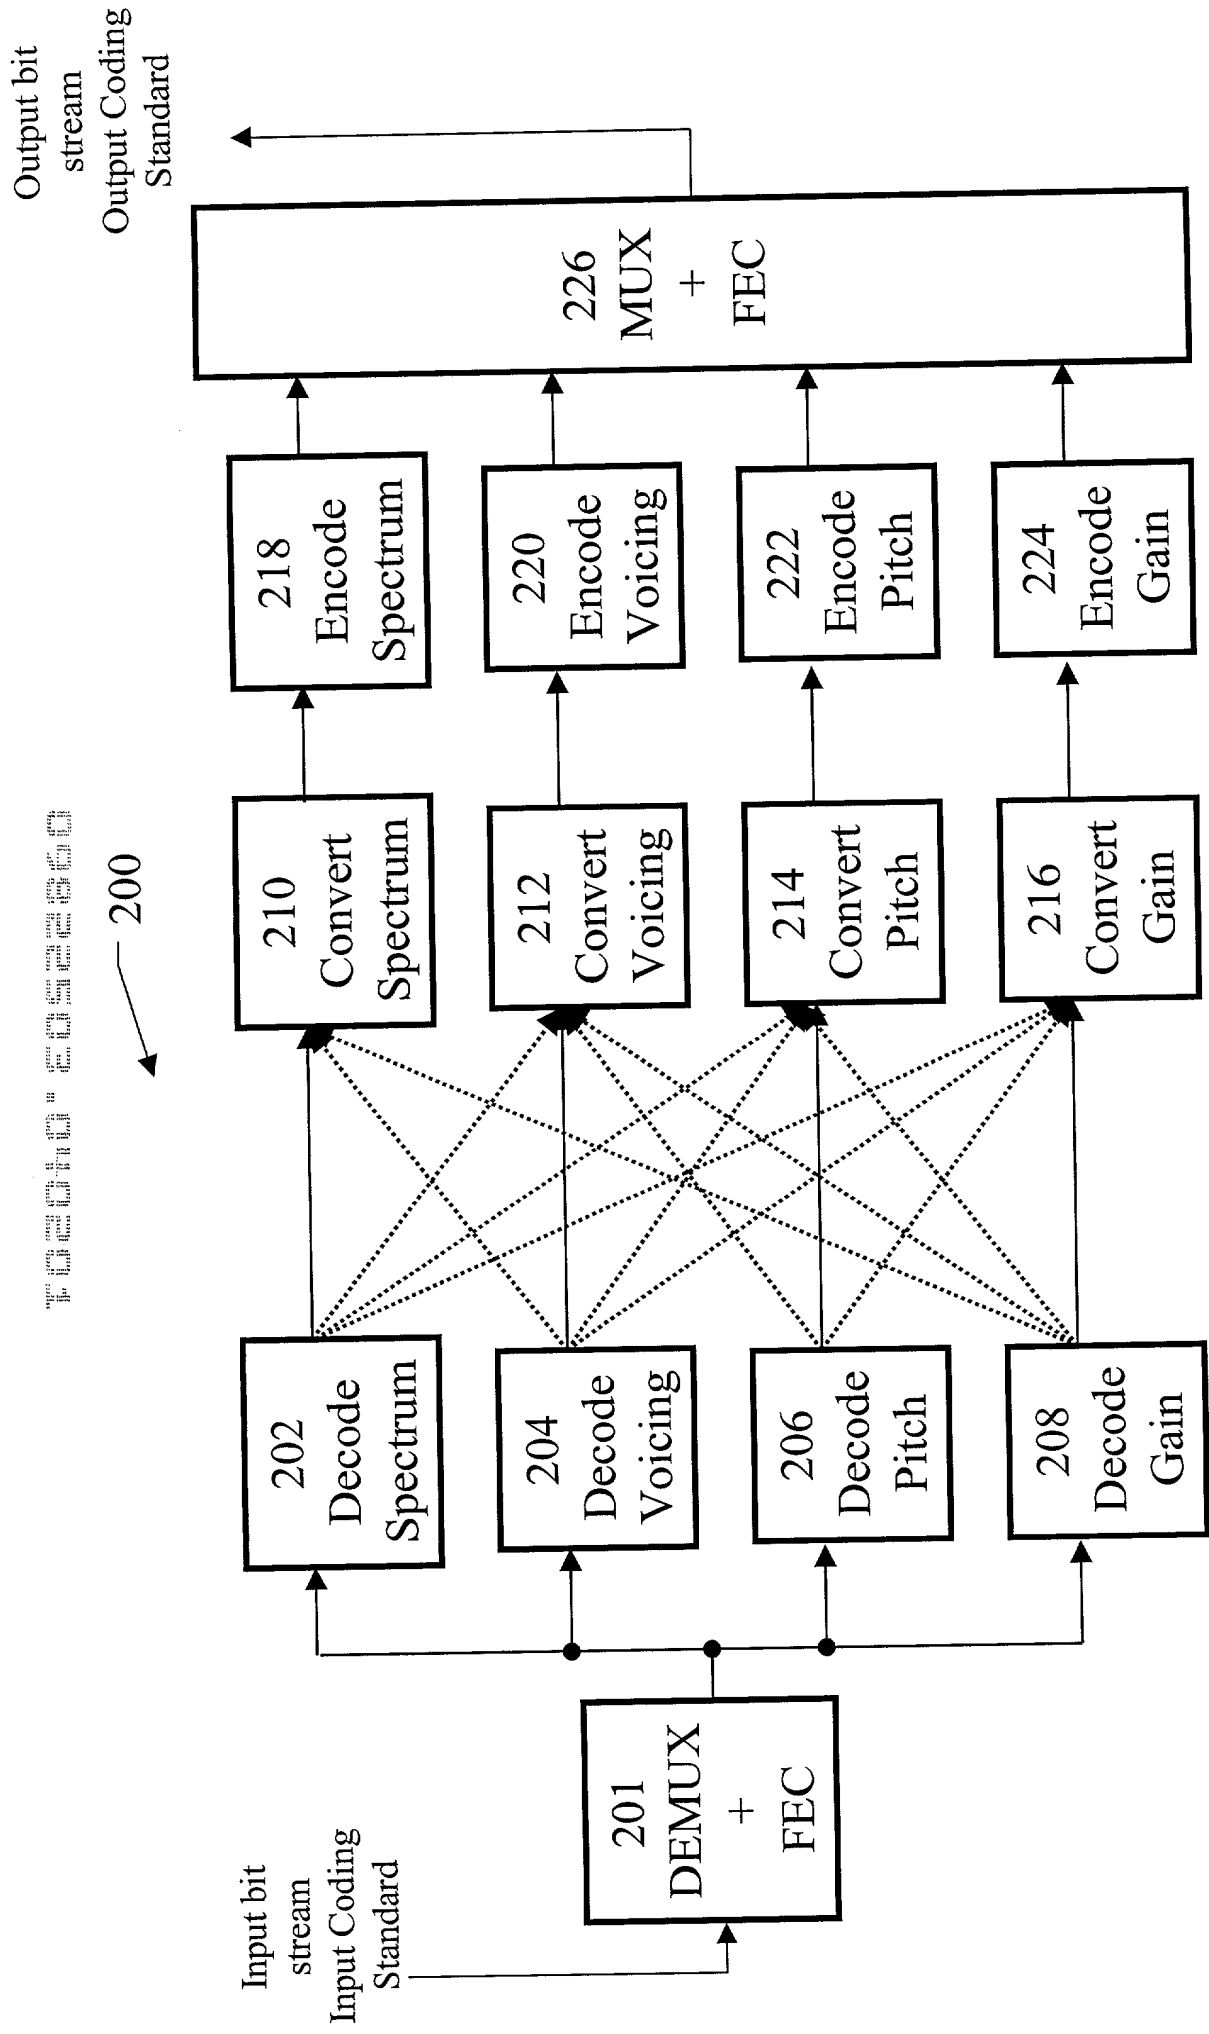 200
Input bit
stream
Input Coding
Standard
201
DEMUX
+
FEC
202
Decode
Spectrum
204
Decode
Voicing
206
Decode
Pitch
208
Decode
Gain
210
Convert
Spectrum
212
Convert
Voicing
214
Convert
Pitch
216
Convert
Gain
218
Encode
Spectrum
220
Encode
Voicing
222
Encode
Pitch
224
Encode
Gain
226
MUX
+
FEC
Output bit
stream
Output Coding
Standard